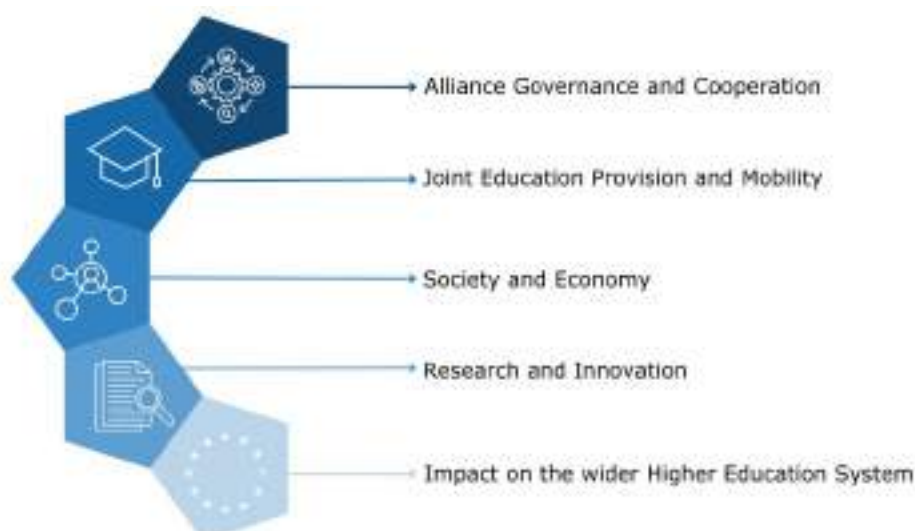 Alliance Governance and Cooperation
Joint Education Provision and Mobility
Society and Economy
Research and Innovation
Impact on the wider Higher Education System